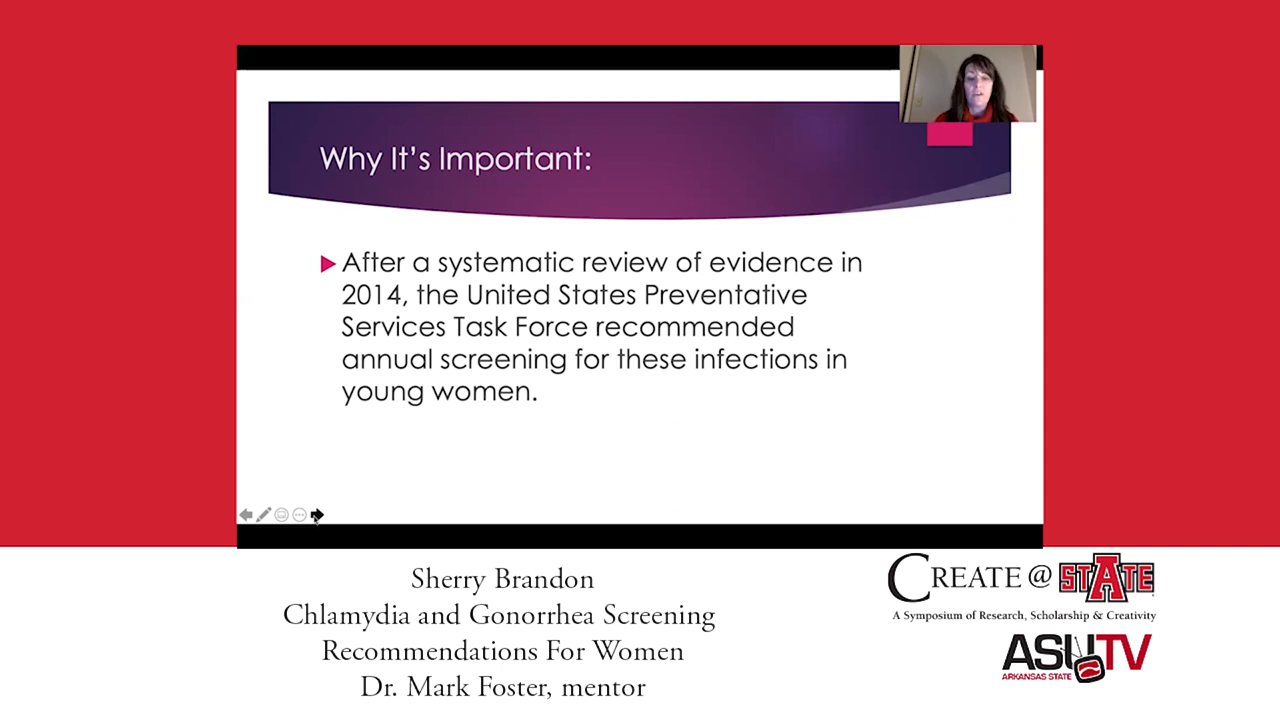 Why It's Important:
After a systematic review of evidence in
2014, the United States Preventative
Services Task Force recommended
annual screening for these infections in
young women.
Sherry Brandon
Chlamydia and Gonorrhea Screening
Recommendations For Women
Dr. Mark Foster, mentor
CREATE @ STATE
A Symposium of Research, Scholarship & Creativity
ASU TV
ARKANSAS STATE